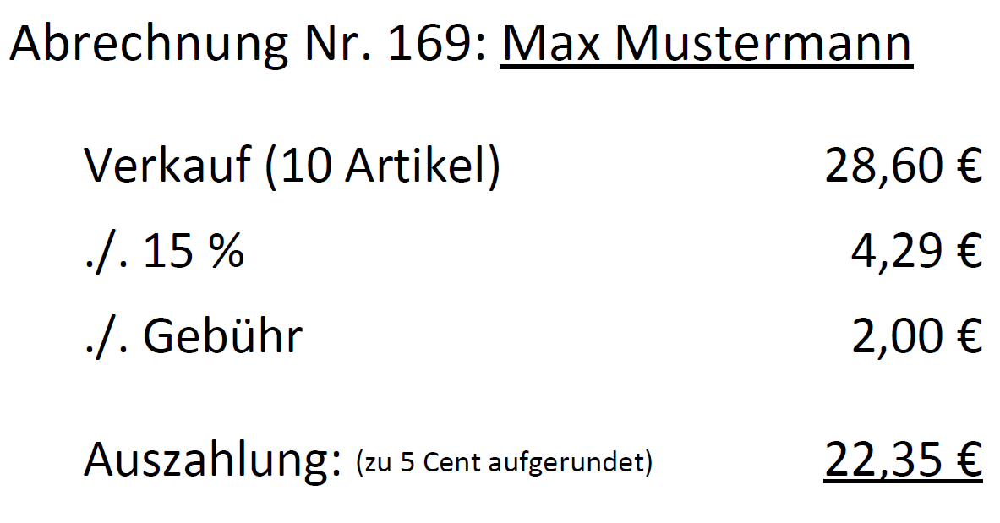 Abrechnung Nr. 169: Max Mustermann
Verkauf (10 Artikel) 28,60 €
./. 15 % 4,29 €
./. Gebühr 2,00 €
Auszahlung: (zu 5 Cent aufgerundet) 22,35 €